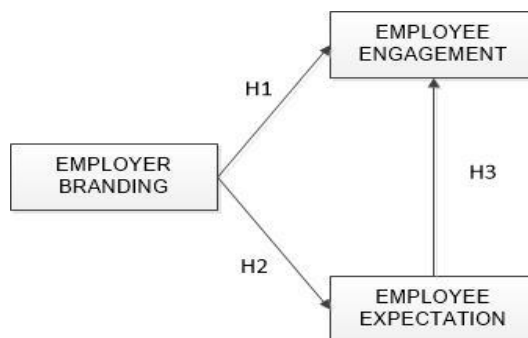 EMPLOYEE
ENGAGEMENT
H1
EMPLOYER
BRANDING
H3
H2
EMPLOYEE
EXPECTATION